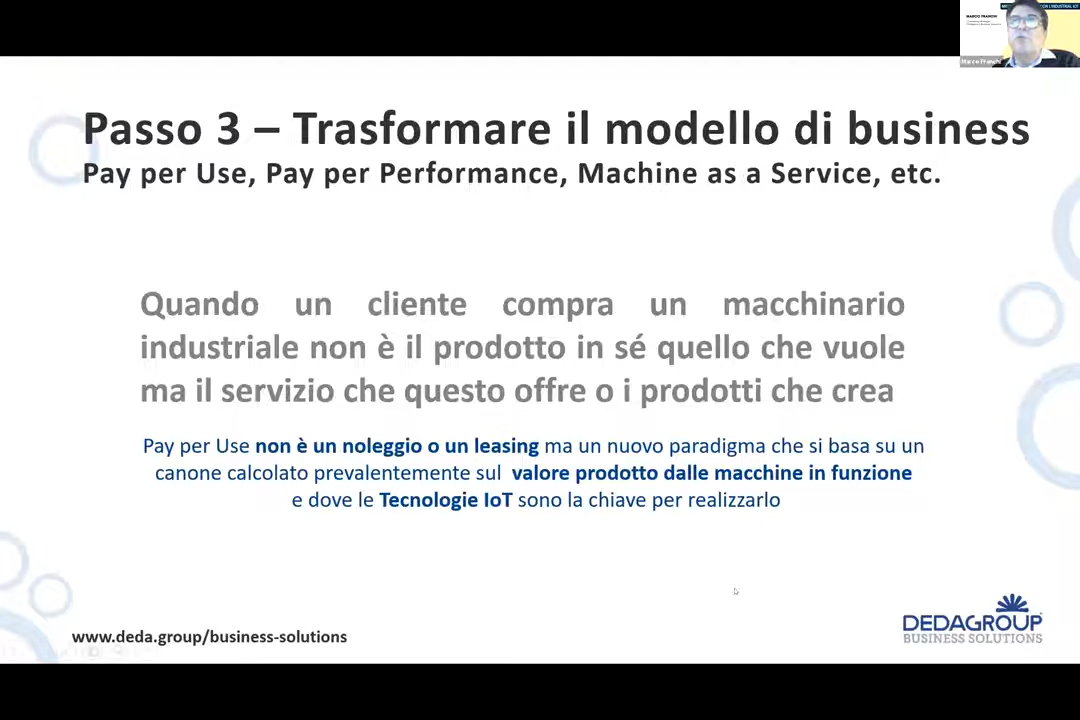 MARCO FRANCHI
Marco Franchi
Passo 3 – Trasformare il modello di business
Pay per Use, Pay per Performance, Machine as a Service, etc.
Quando un cliente compra un macchinario
industriale non è il prodotto in sé quello che vuole
ma il servizio che questo offre o i prodotti che crea
Pay per Use non è un noleggio o un leasing ma un nuovo paradigma che si basa su un
canone calcolato prevalentemente sul valore prodotto dalle macchine in funzione
e dove le Tecnologie IoT sono la chiave per realizzarlo
www.deda.group/business-solutions
DEDAGROUP
BUSINESS SOLUTIONS